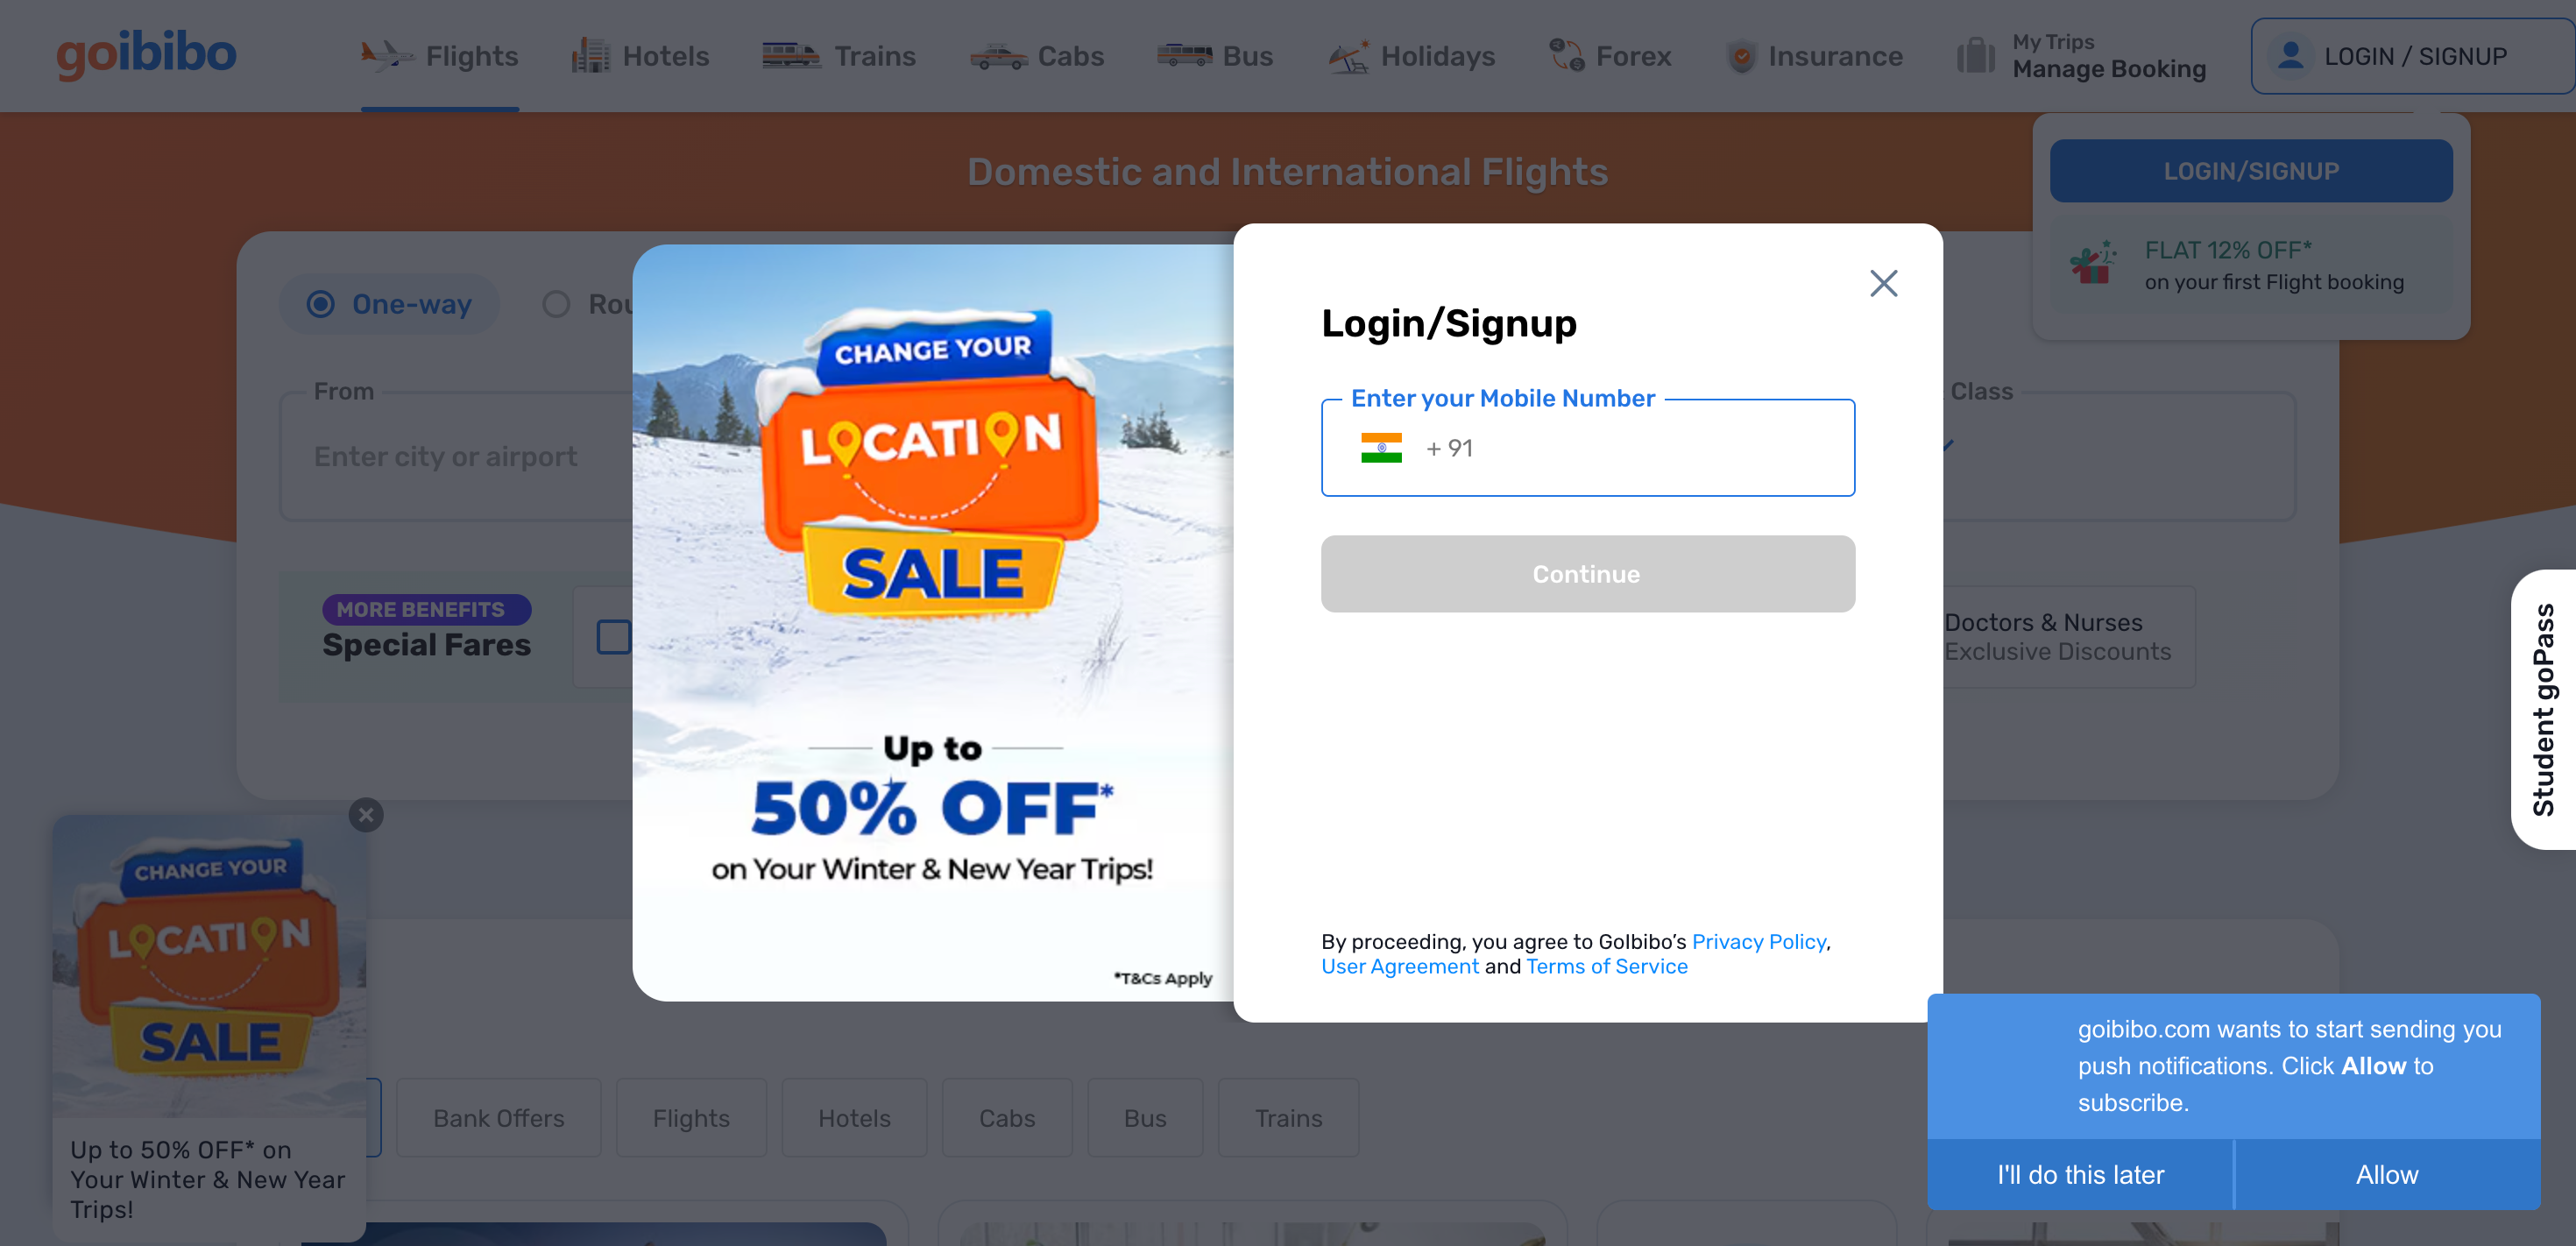 goibibo
Flights
Hotels
Trains
Cabs
Bus
Holidays
Forex
Insurance
My Trips
Manage Booking
LOGIN / SIGNUP
LOGIN/SIGNUP
FLAT 12% OFF*
on your first Flight booking
Domestic and International Flights
One-way
Rou
From
Enter city or airport
Class
MORE BENEFITS
Special Fares
Doctors & Nurses
Exclusive Discounts
CHANGE YOUR
LOCATION
SALE
Up to
50% OFF*
on Your Winter & New Year Trips!
*T&Cs Apply
Login/Signup
Enter your Mobile Number
+ 91
Continue
By proceeding, you agree to GoIbibo’s Privacy Policy,
User Agreement and Terms of Service
Student goPass
CHANGE YOUR
LOCATION
SALE
Up to 50% OFF* on
Your Winter & New Year
Trips!
Bank Offers
Flights
Hotels
Cabs
Bus
Trains
goibibo.com wants to start sending you
push notifications. Click Allow to
subscribe.
I'll do this later
Allow